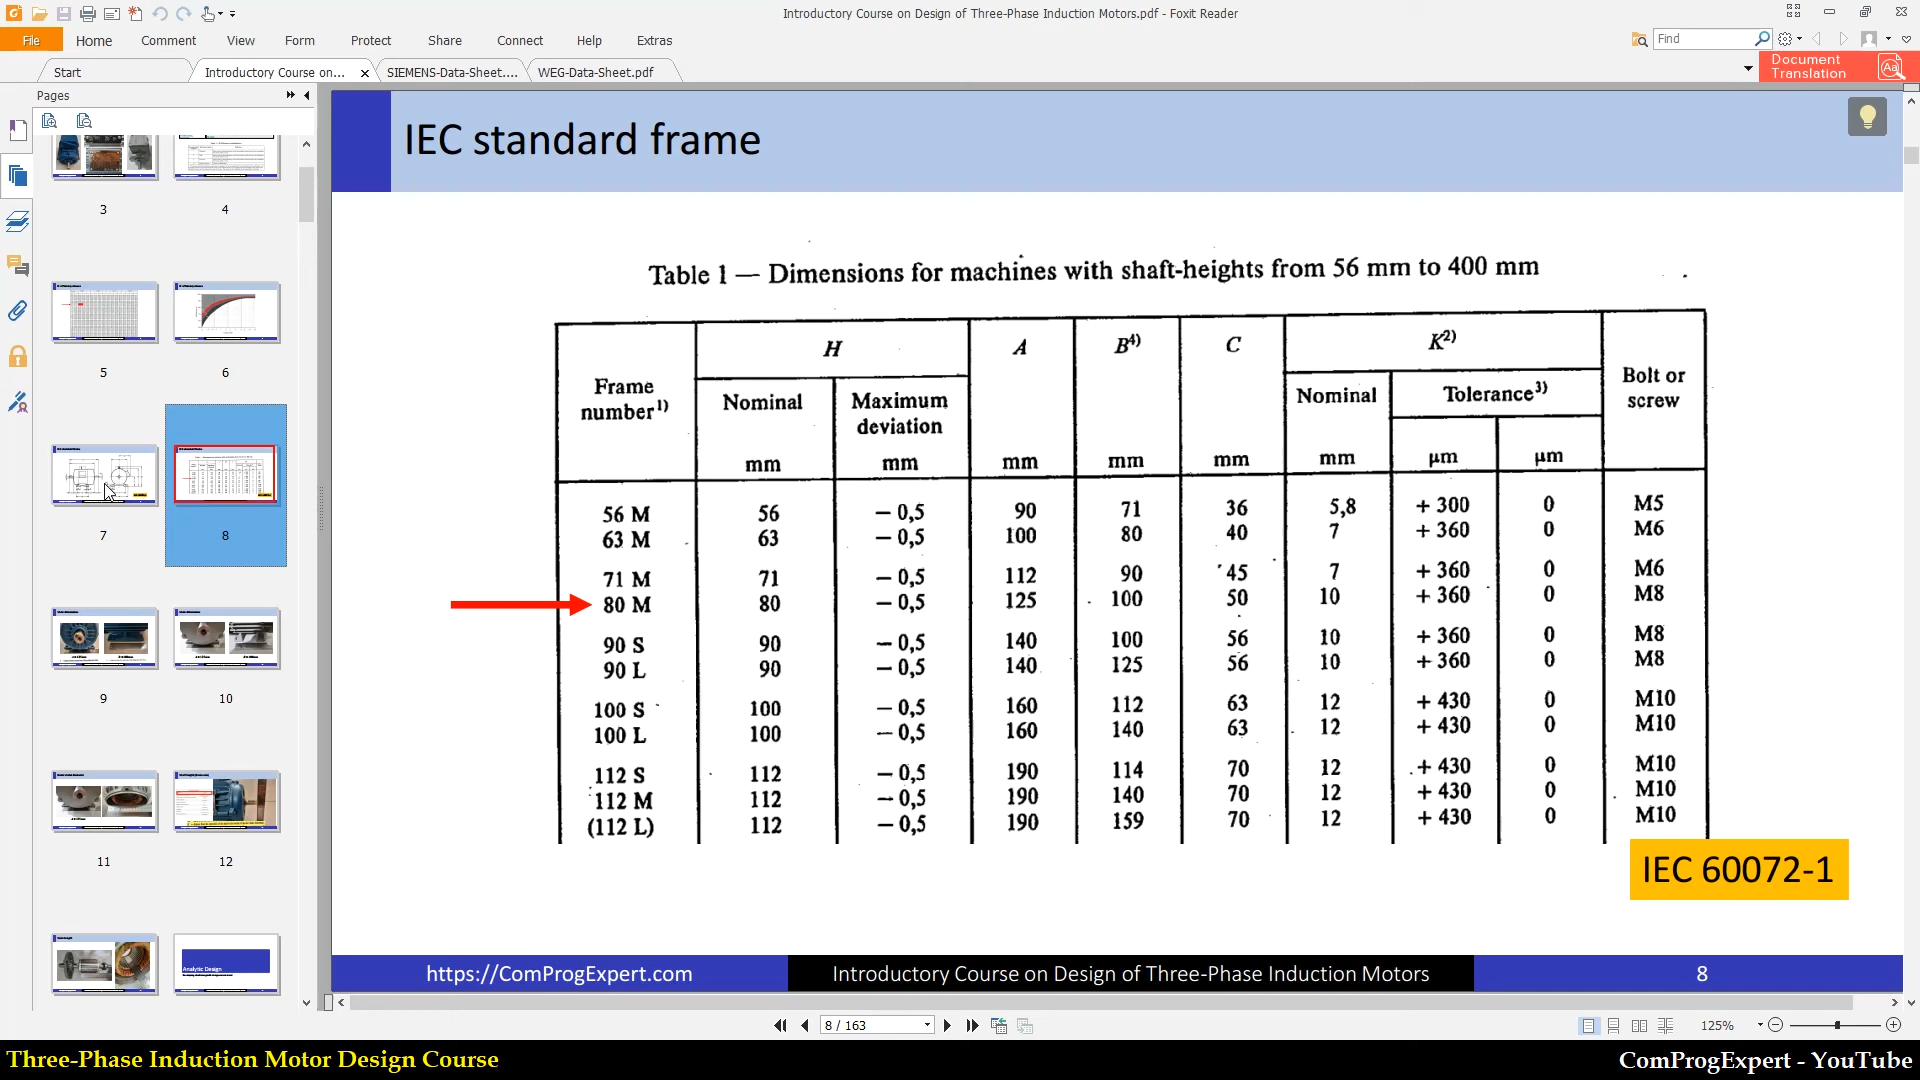 Introductory Course on Design of Three-Phase Induction Motors.pdf - Foxit Reader
File Home Comment View Form Protect Share Connect Help Extras
Find
Start Introductory Course on... SIEMENS-Data-Sheet.... WEG-Data-Sheet.pdf
Document Translation
Pages
3 4
5 6
7 8
9 10
11 12
Analytic Design
IEC standard frame
Table 1 — Dimensions for machines with shaft-heights from 56 mm to 400 mm
Frame number1) H A B4) C K2) Bolt or screw
Nominal Maximum deviation Nominal Tolerance3)
mm mm mm mm mm mm µm µm
56 M 56 − 0,5 90 71 36 5,8 + 300 0 M5
63 M 63 − 0,5 100 80 40 7 + 360 0 M6
71 M 71 − 0,5 112 90 45 7 + 360 0 M6
80 M 80 − 0,5 125 100 50 10 + 360 0 M8
90 S 90 − 0,5 140 100 56 10 + 360 0 M8
90 L 90 − 0,5 140 125 56 10 + 360 0 M8
100 S 100 − 0,5 160 112 63 12 + 430 0 M10
100 L 100 − 0,5 160 140 63 12 + 430 0 M10
112 S 112 − 0,5 190 114 70 12 + 430 0 M10
112 M 112 − 0,5 190 140 70 12 + 430 0 M10
(112 L) 112 − 0,5 190 159 70 12 + 430 0 M10
IEC 60072-1
https://ComProgExpert.com Introductory Course on Design of Three-Phase Induction Motors 8
8 / 163 125%
Three-Phase Induction Motor Design Course ComProgExpert - YouTube